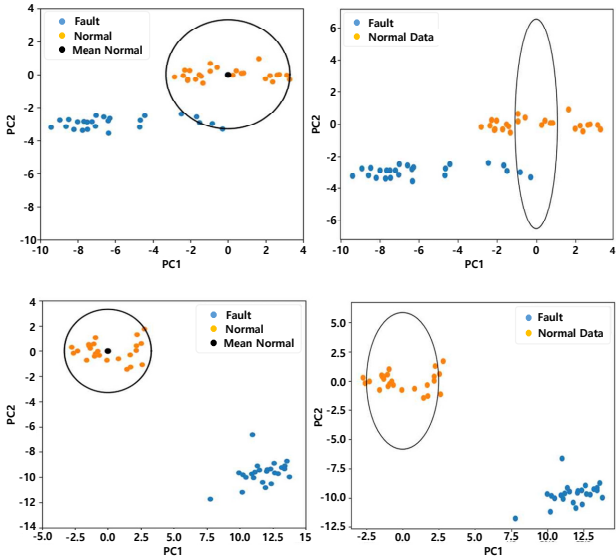 4
2
0
-2
-4
-6
-8
-10
PC2
-10 -8 -6 -4 -2 0 2 4
PC1
Fault
Normal
Mean Normal
6
4
2
0
-2
-4
-6
PC2
-10 -8 -6 -4 -2 0 2 4
PC1
Fault
Normal Data
4
2
0
-2
-4
-6
-8
-10
-12
-14
PC2
-5.0 -2.5 0.0 2.5 5.0 7.5 10.0 12.5 15
PC1
Fault
Normal
Mean Normal
5.0
2.5
0.0
-2.5
-5.0
-7.5
-10.0
-12.5
PC2
-2.5 0.0 2.5 5.0 7.5 10.0 12.5
PC1
Fault
Normal Data